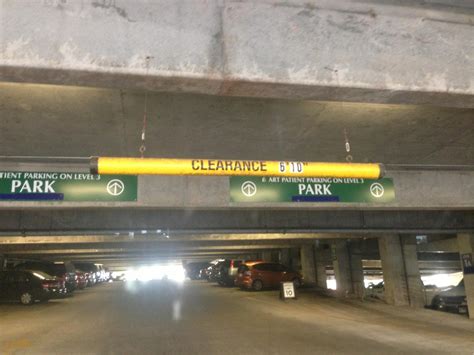 CLEARANCE 6'10"
PATIENT PARKING ON LEVEL 3
PARK
& ART PATIENT PARKING ON LEVEL 3
PARK
10